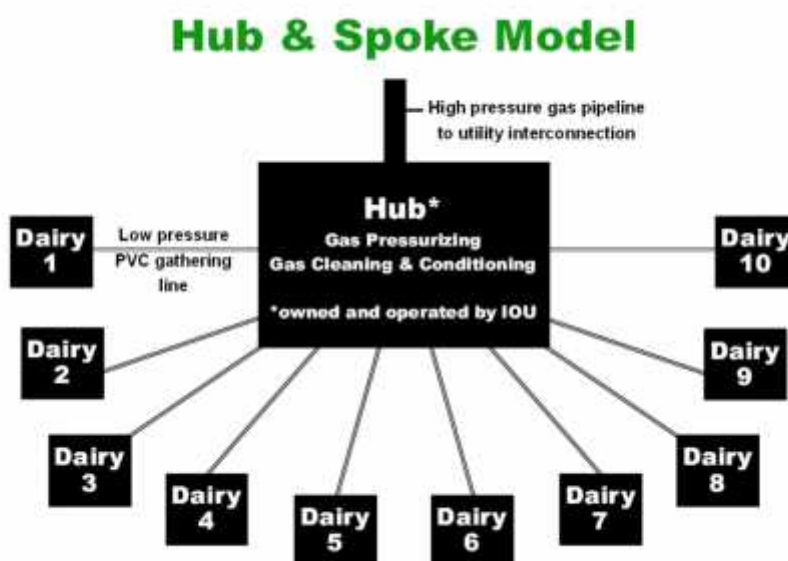 Hub & Spoke Model
High pressure gas pipeline
to utility interconnection
Hub*
Gas Pressurizing
Gas Cleaning & Conditioning
*owned and operated by IOU
Dairy
1
Low pressure
PVC gathering
line
Dairy
10
Dairy
2
Dairy
9
Dairy
3
Dairy
8
Dairy
4
Dairy
7
Dairy
5
Dairy
6